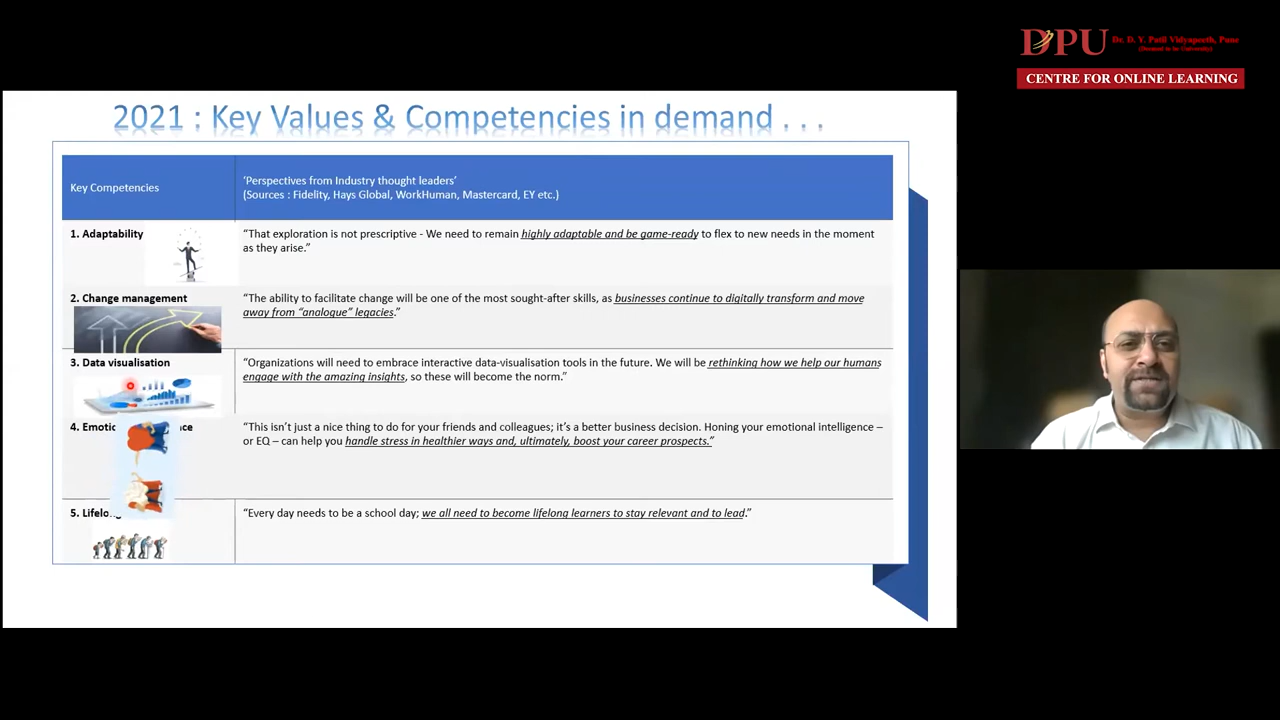 DPU Dr. D. Y. Patil Vidyapeeth, Pune
(Deemed to be University)
CENTRE FOR ONLINE LEARNING
2021 : Key Values & Competencies in demand . . .
Key Competencies
‘Perspectives from Industry thought leaders’
(Sources : Fidelity, Hays Global, WorkHuman, Mastercard, EY etc.)
1. Adaptability
“That exploration is not prescriptive - We need to remain highly adaptable and be game-ready to flex to new needs in the moment
as they arise.”
2. Change management
“The ability to facilitate change will be one of the most sought-after skills, as businesses continue to digitally transform and move
away from “analogue” legacies.”
3. Data visualisation
“Organizations will need to embrace interactive data-visualisation tools in the future. We will be rethinking how we help our humans
engage with the amazing insights, so these will become the norm.”
4.
“This isn’t just a nice thing to do for your friends and colleagues; it’s a better business decision. Honing your emotional intelligence –
or EQ – can help you handle stress in healthier ways and, ultimately, boost your career prospects.”
5.
“Every day needs to be a school day; we all need to become lifelong learners to stay relevant and to lead.”